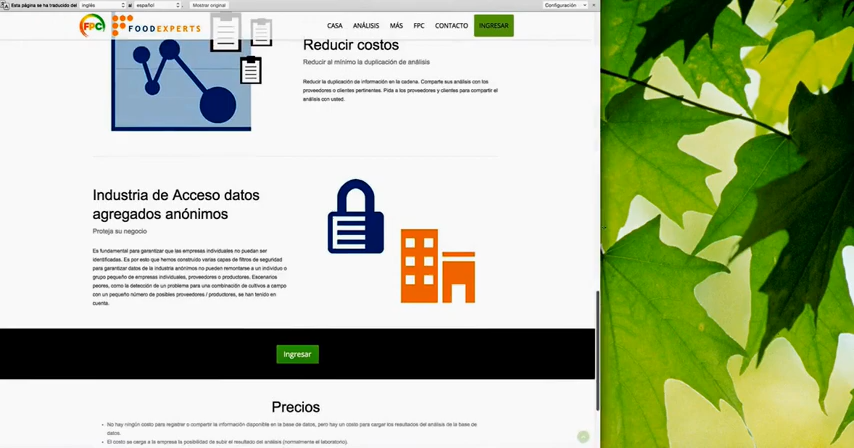 Esta página se ha traducido del inglés al español Mostrar original Configuración
FPC FOODEXPERTS CASA ANÁLISIS MÁS FPC CONTACTO INGRESAR
Reducir costos
Reducir al mínimo la duplicación de análisis
Reducir la duplicación de información en la cadena. Comparte sus análisis con los
proveedores o clientes pertinentes. Pida a los proveedores y clientes para compartir el
análisis con usted.
Industria de Acceso datos
agregados anónimos
Proteja su negocio
Es fundamental para garantizar que las empresas individuales no puedan ser
identificadas. Es por esto que hemos construido varias capas de filtros de seguridad
para garantizar datos de la industria anónimos no pueden remontarse a un individuo o
grupo pequeño de empresas individuales, proveedores o productores. Escenarios
peores, como la detección de un problema para una combinación de cultivos a campo
con un pequeño número de posibles proveedores / productores, se han tenido en
cuenta.
Ingresar
Precios
No hay ningún costo para registrar o compartir la información disponible en la base de datos, pero hay un costo para cargar los resultados del análisis de la base de
datos.
El costo se carga a la empresa la posibilidad de subir el resultado del análisis (normalmente el laboratorio).